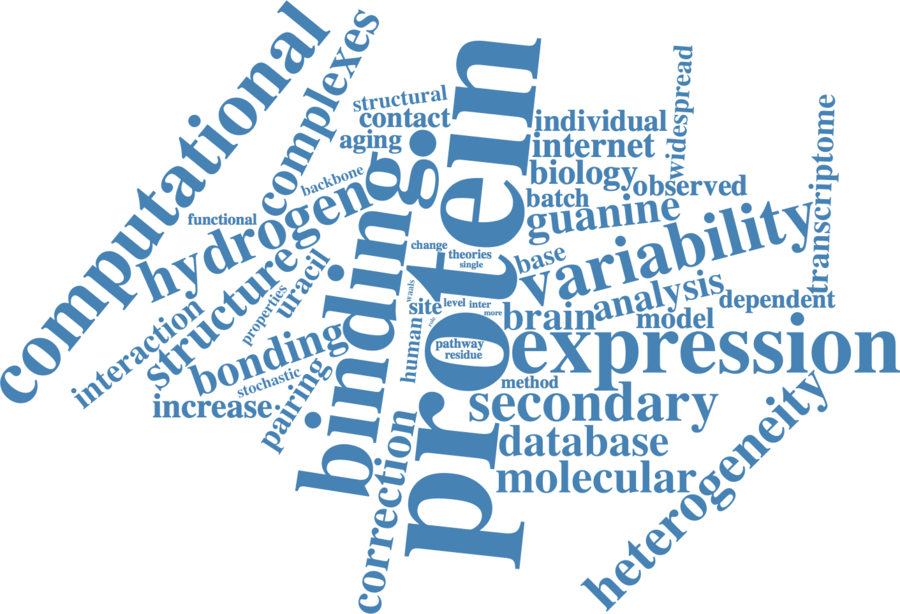 computational
complexes
structural
contact
aging
backbone
functional
hydrogen
structure
uracil
properties
interaction
bonding
stochastic
increase
pairing
binding
correction
protein
change
theories
single
waals
site
level
inter
more
role
human
pathway
residue
individual
internet
biology
batch
observed
widespread
transcriptome
guanine
base
variability
brain
analysis
model
dependent
expression
method
secondary
database
molecular
heterogeneity